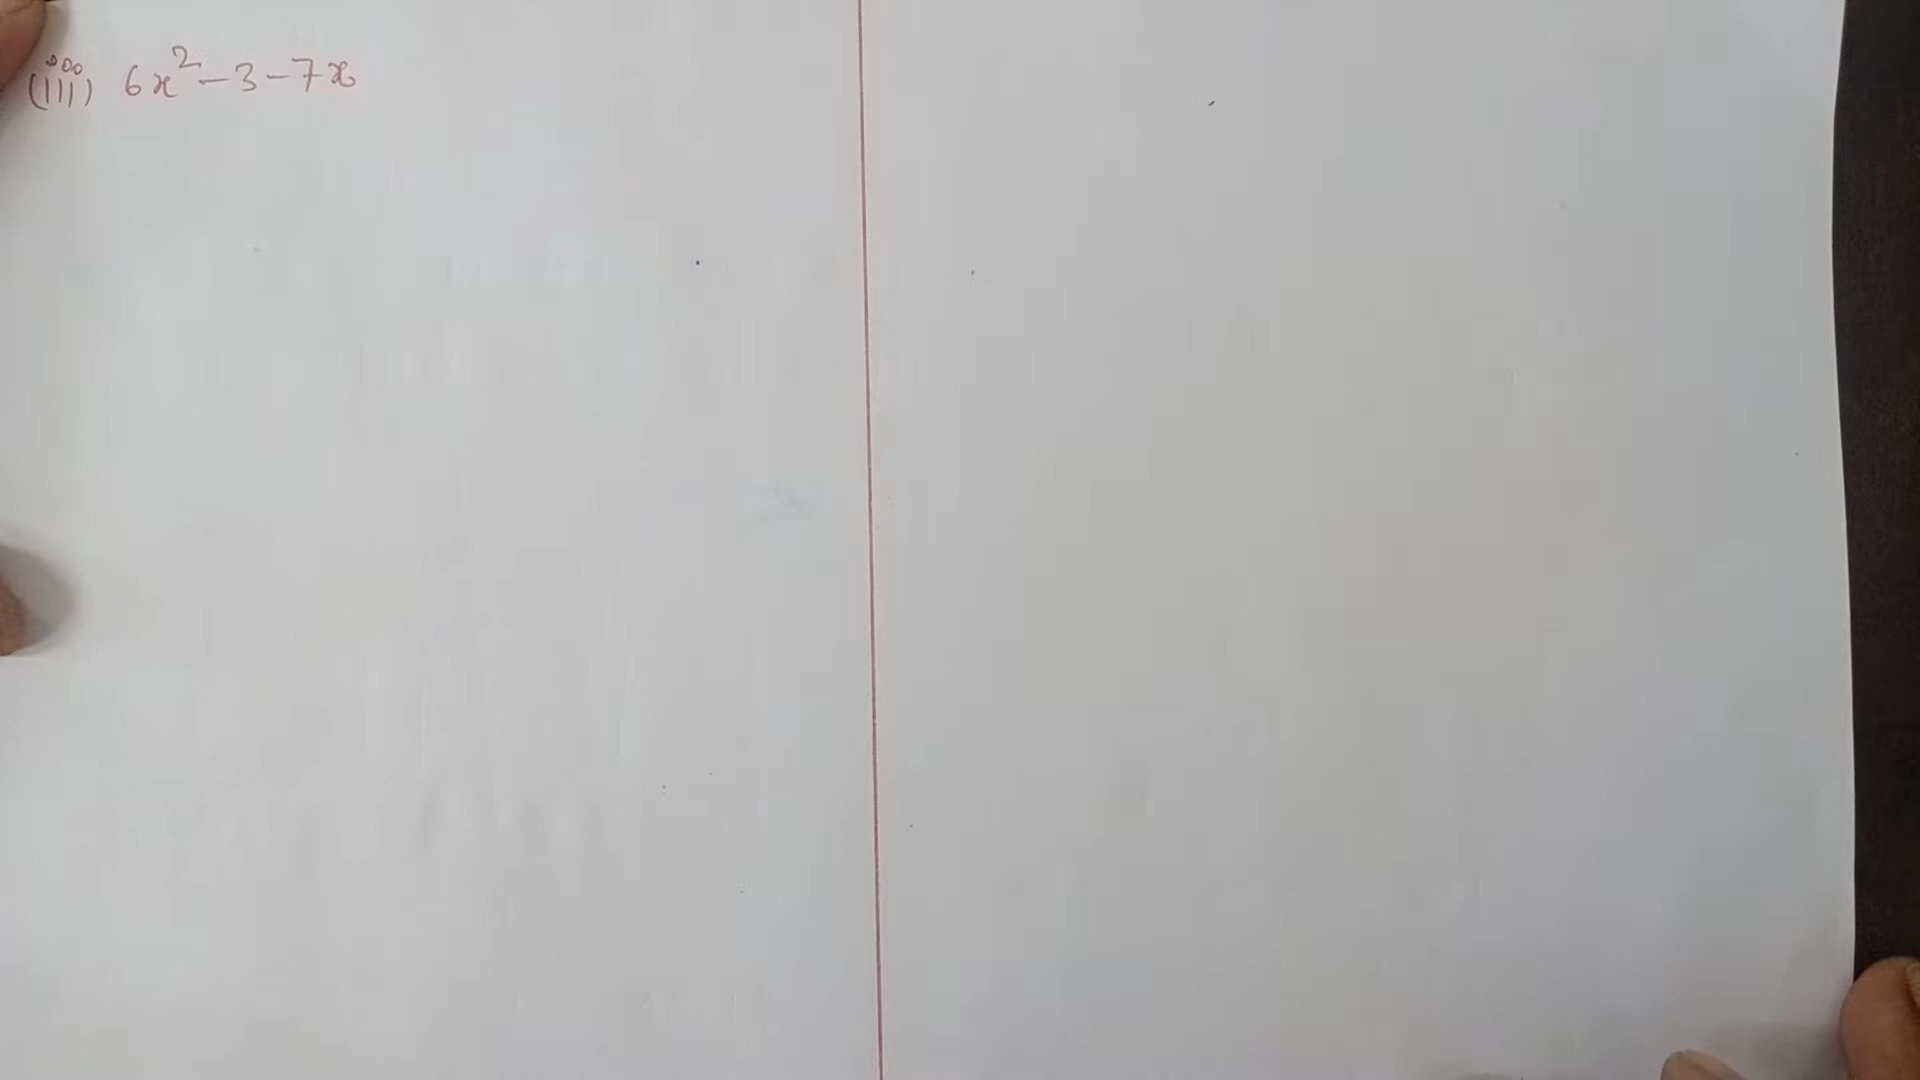 (iii) 6x² - 3 - 7x